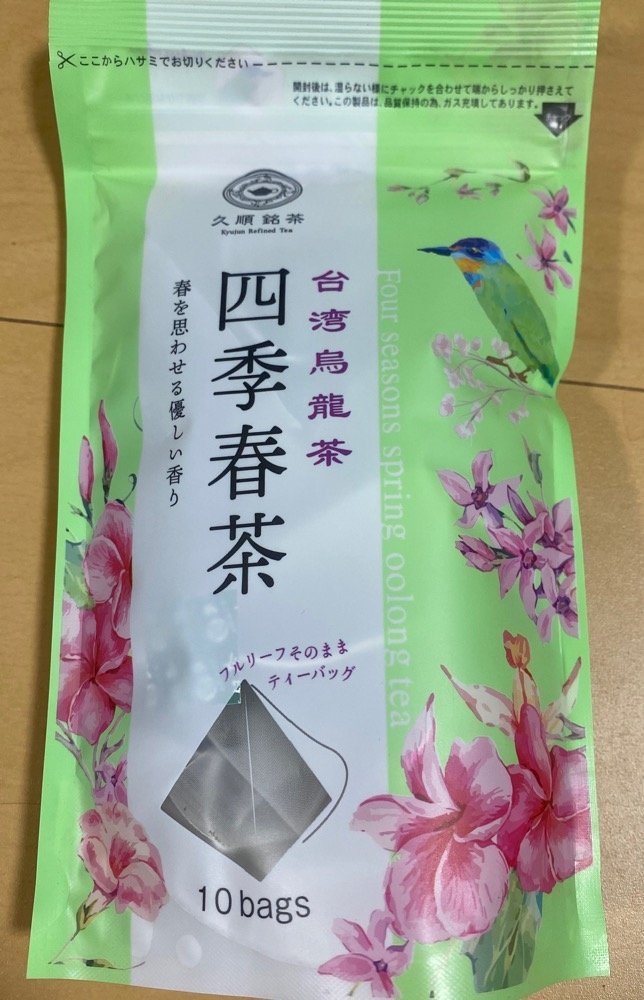 ここからハサミでお切りください
開封後は、湿らない様にチャックを合わせて端からしっかり押さえて
ください。この製品は、品質保持の為、ガス充填してあります。
久順銘茶
Kyujun Refined Tea
台湾烏龍茶
四季春茶
春を思わせる優しい香り
Four seasons spring oolong tea
フルリーフそのまま
ティーバッグ
10 bags